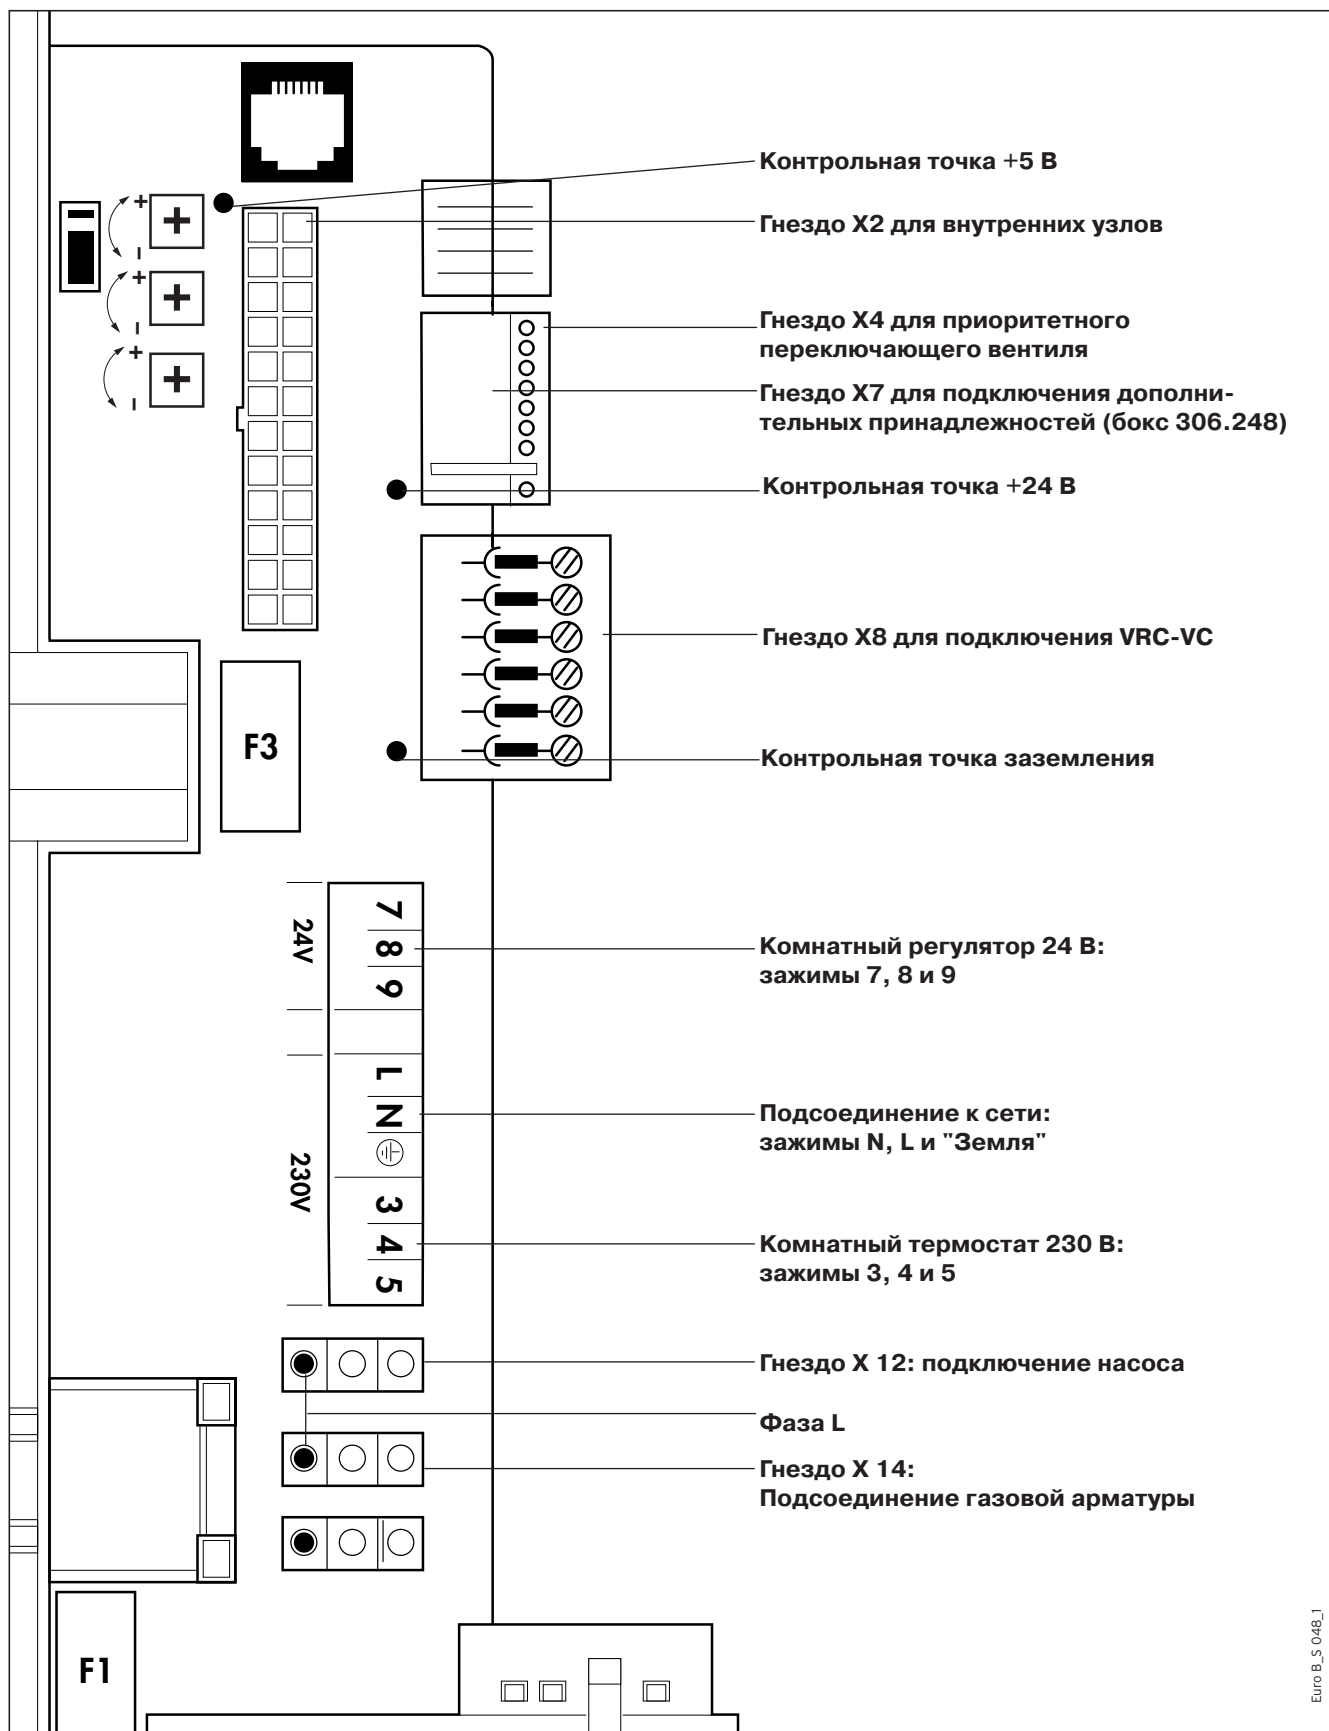 Контрольная точка +5 В
Гнездо X2 для внутренних узлов
Гнездо X4 для приоритетного
переключающего вентиля
Гнездо X7 для подключения дополни-
тельных принадлежностей (бокс 306.248)
Контрольная точка +24 В
Гнездо X8 для подключения VRC-VC
F3
Контрольная точка заземления
24V
7
8
9
Комнатный регулятор 24 В:
зажимы 7, 8 и 9
230V
L
N
3
4
5
Подсоединение к сети:
зажимы N, L и "Земля"
Комнатный термостат 230 В:
зажимы 3, 4 и 5
Гнездо X 12: подключение насоса
Фаза L
Гнездо X 14:
Подсоединение газовой арматуры
F1
Euro B_S 048_1